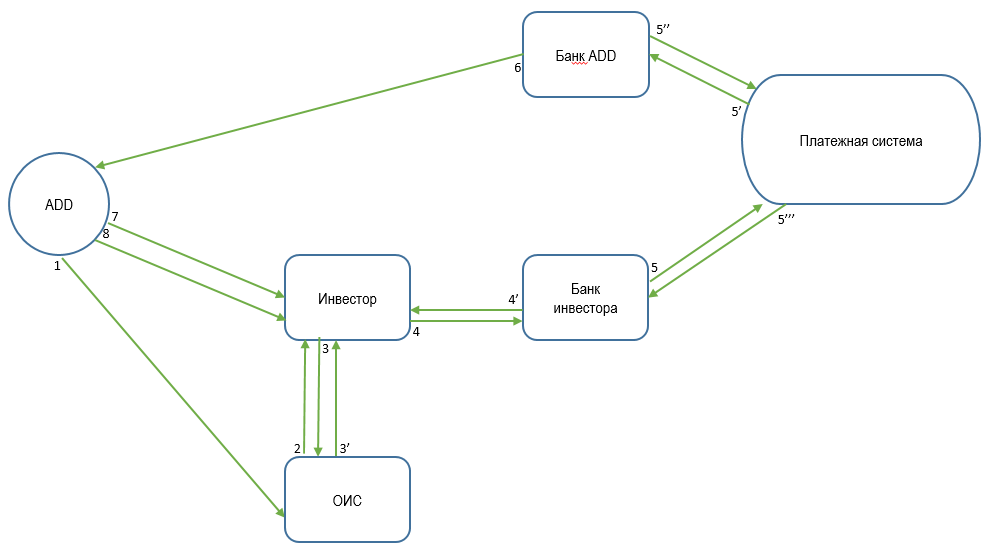 Банк ADD
5′′
6
5′
Платежная система
ADD
7
8
1
5′′′
Инвестор
Банк
инвестора
5
4′
4
3
2
3′
ОИС